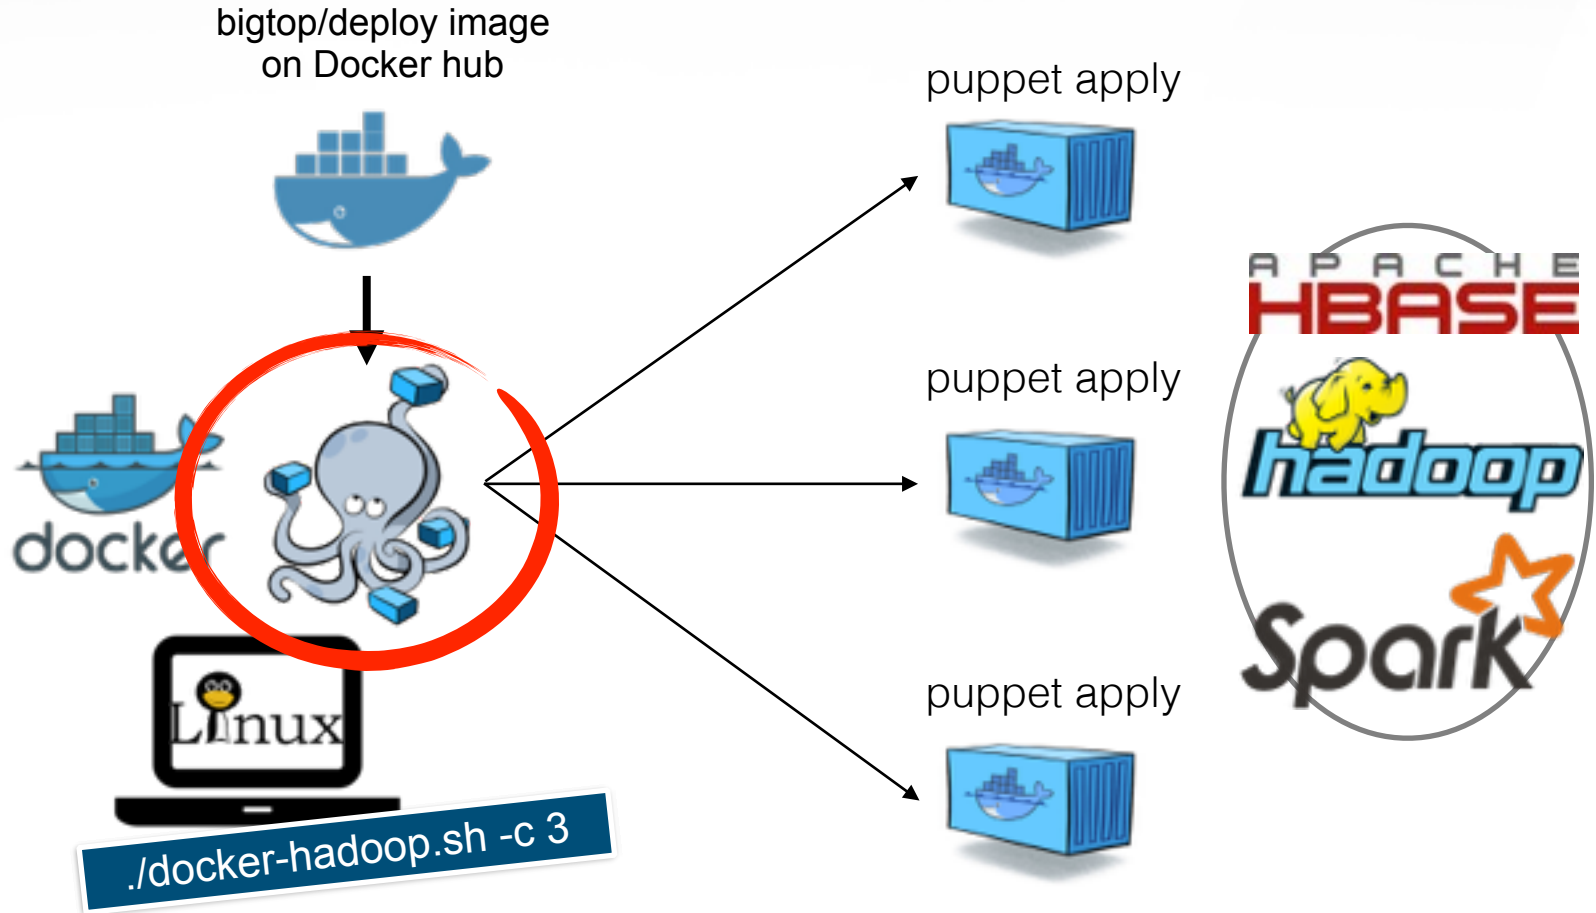 bigtop/deploy image
on Docker hub
puppet apply
APACHE
HBASE
puppet apply
hadoop
docker
Spark
puppet apply
Linux
./docker-hadoop.sh -c 3